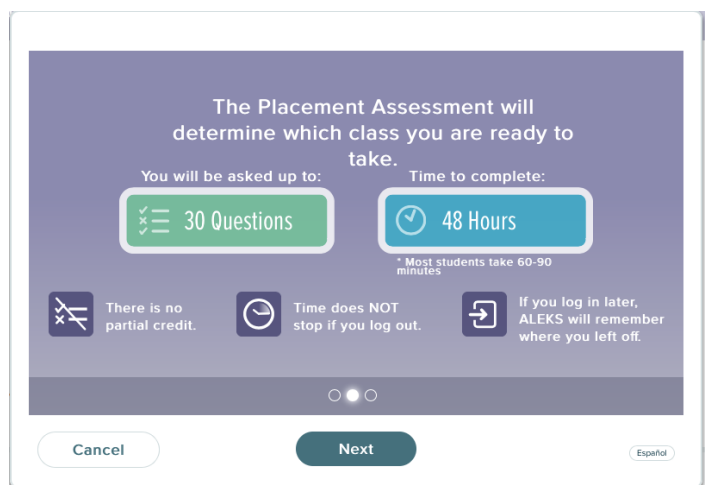 The Placement Assessment will
determine which class you are ready to
take.
You will be asked up to:
30 Questions
Time to complete:
48 Hours
* Most students take 60-90
minutes
There is no
partial credit.
Time does NOT
stop if you log out.
If you log in later,
ALEKS will remember
where you left off.
Cancel
Next
Español